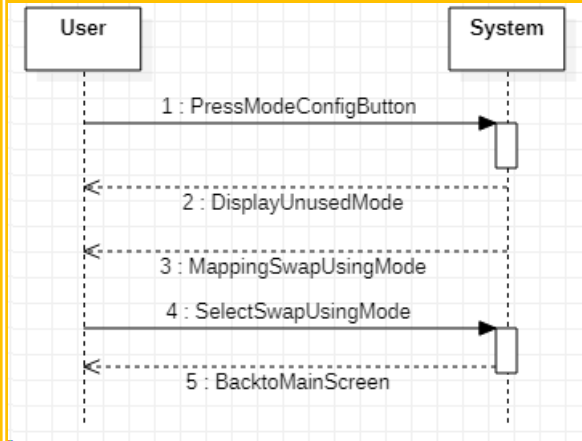 User
System
1 : PressModeConfigButton
2 : DisplayUnusedMode
3 : MappingSwapUsingMode
4 : SelectSwapUsingMode
5 : BacktoMainScreen